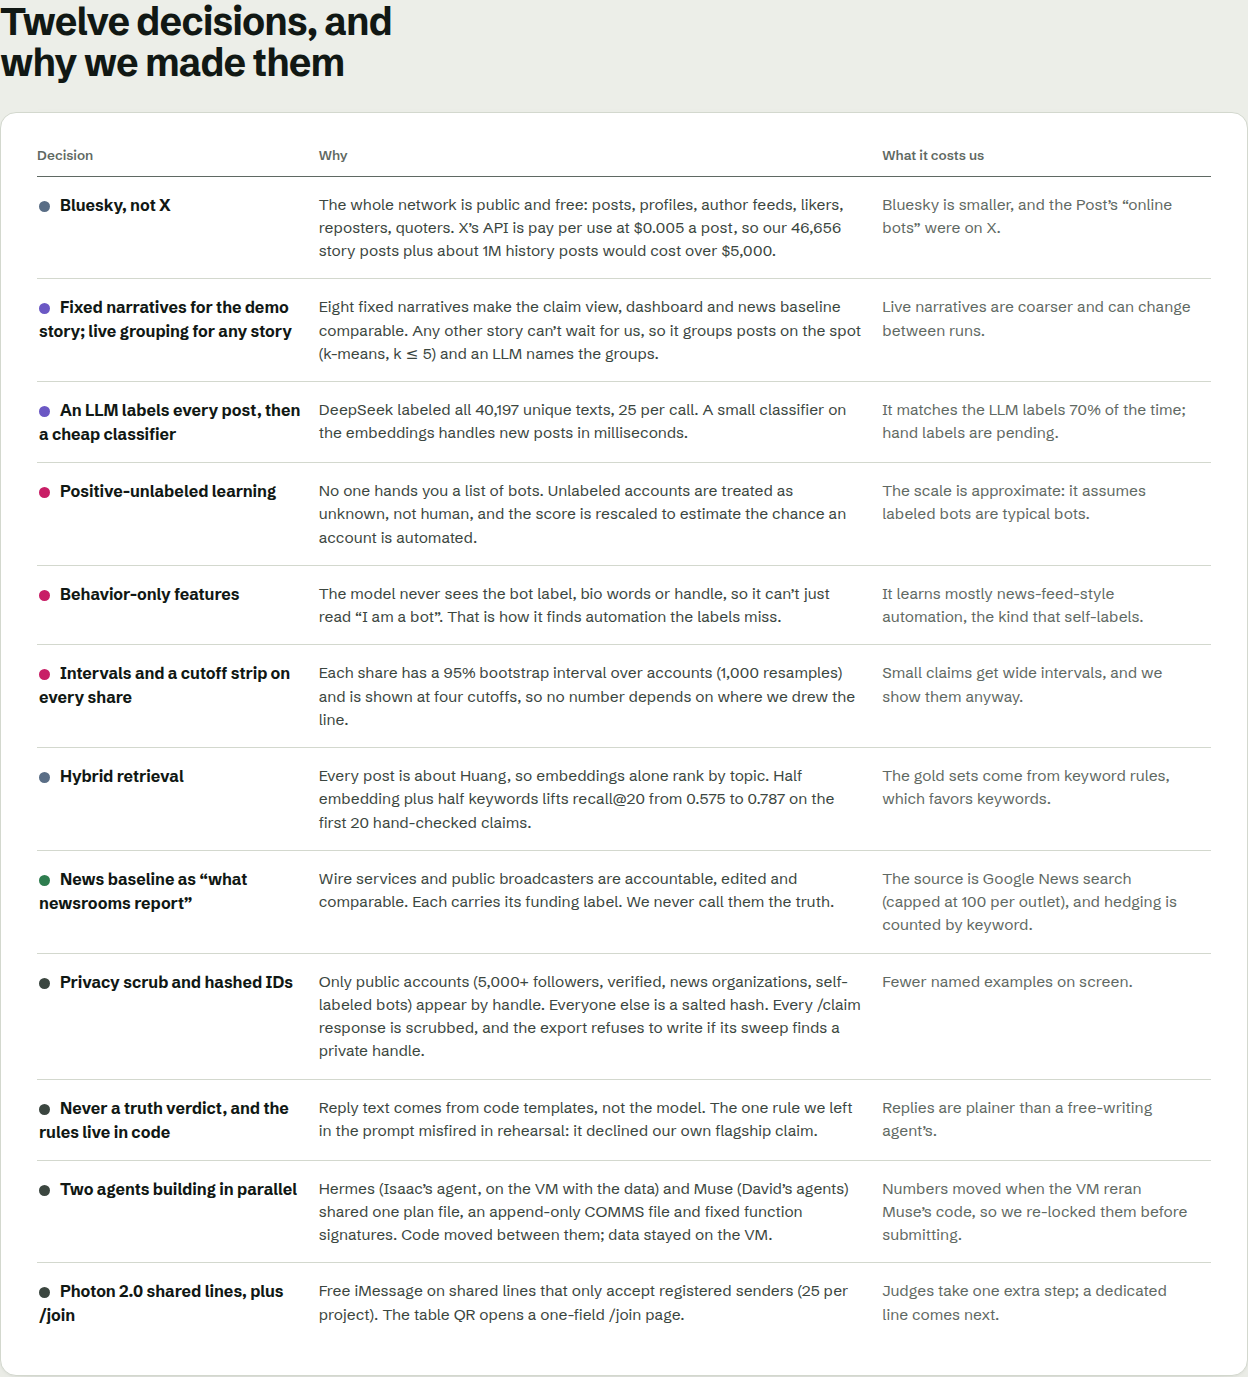 Twelve decisions, and
why we made them
Decision
Why
What it costs us
Bluesky, not X
The whole network is public and free: posts, profiles, author feeds, likers,
reposters, quoters. X’s API is pay per use at $0.005 a post, so our 46,656
story posts plus about 1M history posts would cost over $5,000.
Bluesky is smaller, and the Post’s “online
bots” were on X.
Fixed narratives for the demo
story; live grouping for any story
Eight fixed narratives make the claim view, dashboard and news baseline
comparable. Any other story can’t wait for us, so it groups posts on the spot
(k-means, k ≤ 5) and an LLM names the groups.
Live narratives are coarser and can change
between runs.
An LLM labels every post, then
a cheap classifier
DeepSeek labeled all 40,197 unique texts, 25 per call. A small classifier on
the embeddings handles new posts in milliseconds.
It matches the LLM labels 70% of the time;
hand labels are pending.
Positive-unlabeled learning
No one hands you a list of bots. Unlabeled accounts are treated as
unknown, not human, and the score is rescaled to estimate the chance an
account is automated.
The scale is approximate: it assumes
labeled bots are typical bots.
Behavior-only features
The model never sees the bot label, bio words or handle, so it can’t just
read “I am a bot”. That is how it finds automation the labels miss.
It learns mostly news-feed-style
automation, the kind that self-labels.
Intervals and a cutoff strip on
every share
Each share has a 95% bootstrap interval over accounts (1,000 resamples)
and is shown at four cutoffs, so no number depends on where we drew the
line.
Small claims get wide intervals, and we
show them anyway.
Hybrid retrieval
Every post is about Huang, so embeddings alone rank by topic. Half
embedding plus half keywords lifts recall@20 from 0.575 to 0.787 on the
first 20 hand-checked claims.
The gold sets come from keyword rules,
which favors keywords.
News baseline as “what
newsrooms report”
Wire services and public broadcasters are accountable, edited and
comparable. Each carries its funding label. We never call them the truth.
The source is Google News search
(capped at 100 per outlet), and hedging is
counted by keyword.
Privacy scrub and hashed IDs
Only public accounts (5,000+ followers, verified, news organizations, self-
labeled bots) appear by handle. Everyone else is a salted hash. Every /claim
response is scrubbed, and the export refuses to write if its sweep finds a
private handle.
Fewer named examples on screen.
Never a truth verdict, and the
rules live in code
Reply text comes from code templates, not the model. The one rule we left
in the prompt misfired in rehearsal: it declined our own flagship claim.
Replies are plainer than a free-writing
agent’s.
Two agents building in parallel
Hermes (Isaac’s agent, on the VM with the data) and Muse (David’s agents)
shared one plan file, an append-only COMMS file and fixed function
signatures. Code moved between them; data stayed on the VM.
Numbers moved when the VM reran
Muse’s code, so we re-locked them before
submitting.
Photon 2.0 shared lines, plus
/join
Free iMessage on shared lines that only accept registered senders (25 per
project). The table QR opens a one-field /join page.
Judges take one extra step; a dedicated
line comes next.